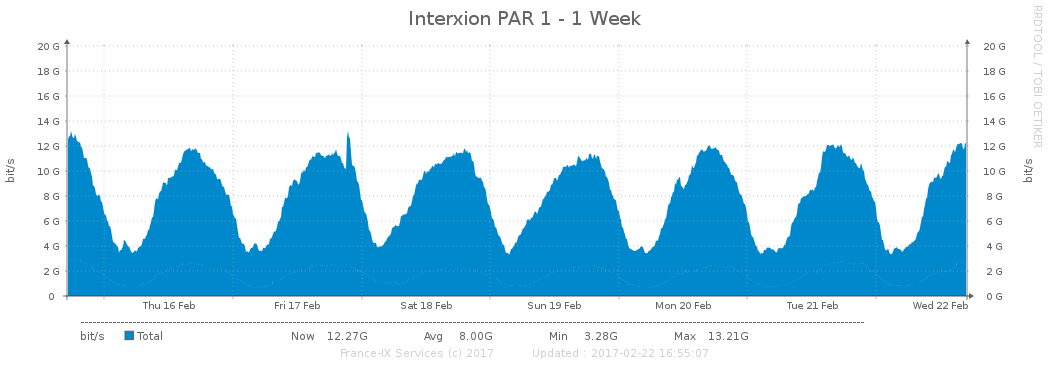 Interxion PAR 1 - 1 Week
RRDTOOL / TOBI OETIKER
bit/s
20 G 20 G
18 G 18 G
16 G 16 G
14 G 14 G
12 G 12 G
10 G 10 G
8 G 8 G
6 G 6 G
4 G 4 G
2 G 2 G
0 0 G
bit/s
Thu 16 Feb Fri 17 Feb Sat 18 Feb Sun 19 Feb Mon 20 Feb Tue 21 Feb Wed 22 Feb
bit/s Total Now 12.27G Avg 8.00G Min 3.28G Max 13.21G
France-IX Services (c) 2017 Updated : 2017-02-22 16:55:07